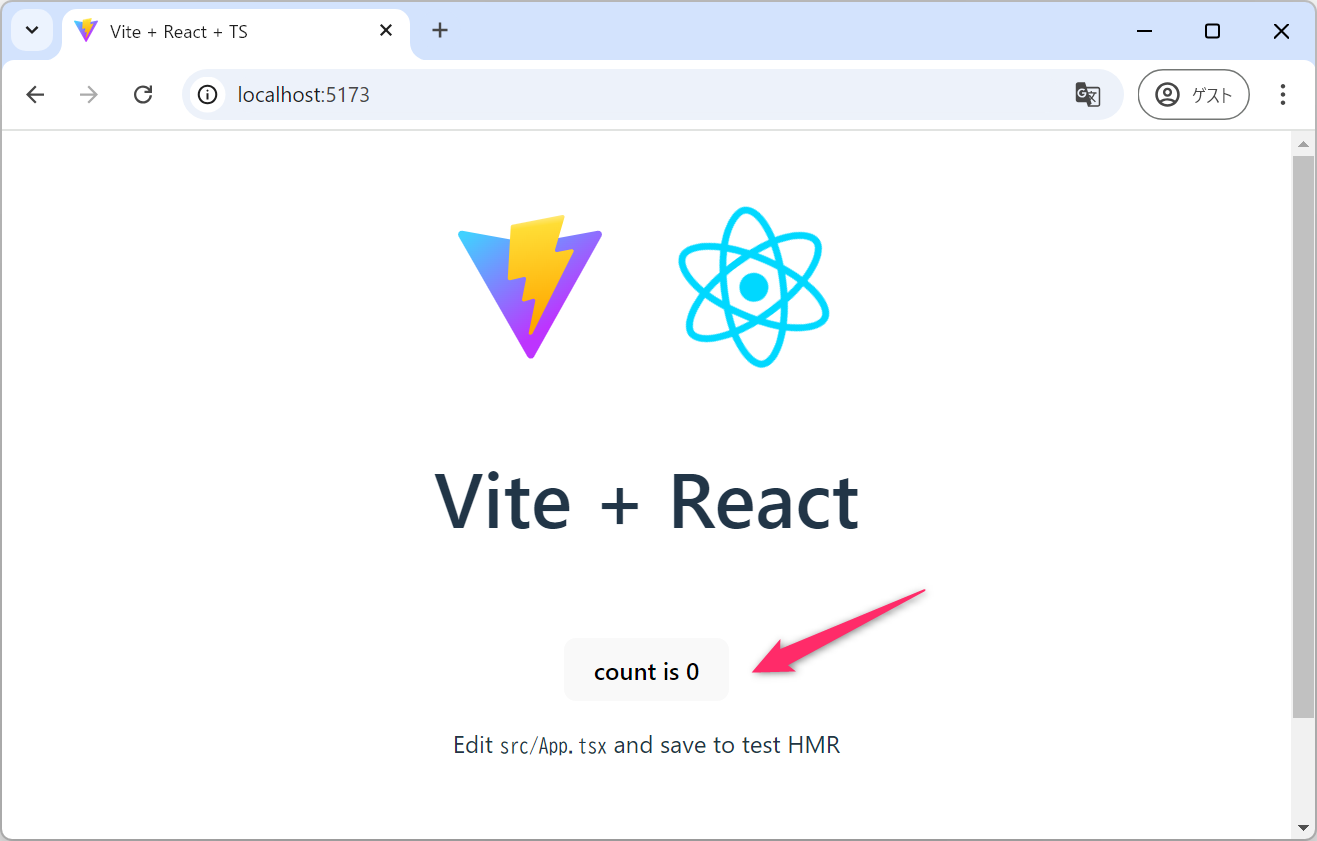 Vite + React + TS
localhost:5173
ゲスト
Vite + React
count is 0
Edit src/App.tsx and save to test HMR